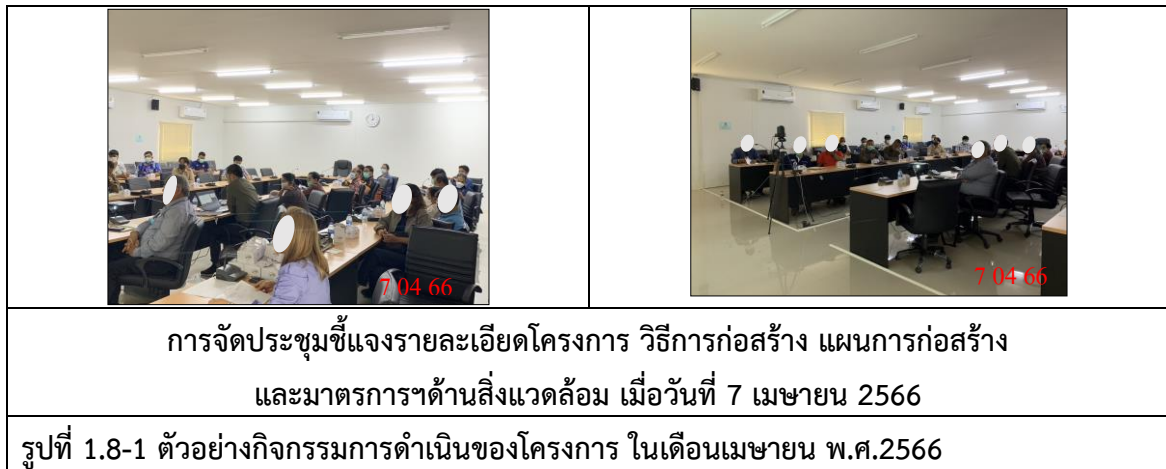 7 04 66
7 04 66
การจัดประชุมชี้แจงรายละเอียดโครงการ วิธีการก่อสร้าง แผนการก่อสร้าง
และมาตรการฯด้านสิ่งแวดล้อม เมื่อวันที่ 7 เมษายน 2566
รูปที่ 1.8-1 ตัวอย่างกิจกรรมการดำเนินของโครงการ ในเดือนเมษายน พ.ศ.2566